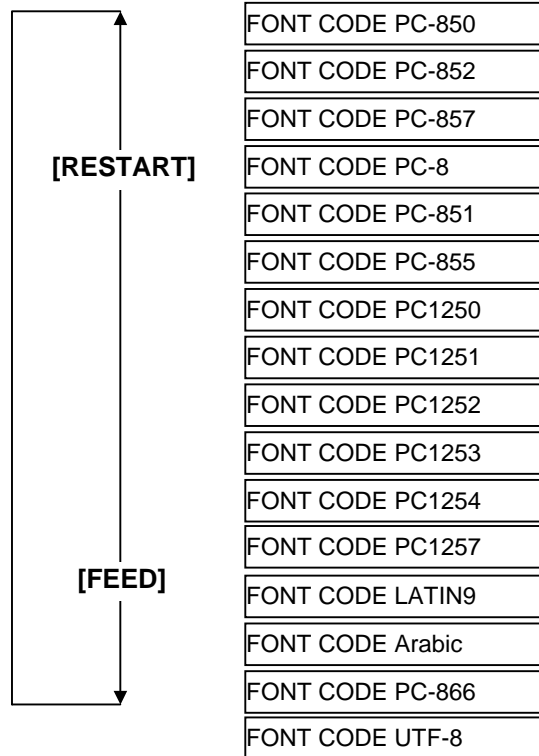 FONT CODE PC-850
FONT CODE PC-852
FONT CODE PC-857
[RESTART]
FONT CODE PC-8
FONT CODE PC-851
FONT CODE PC-855
FONT CODE PC1250
FONT CODE PC1251
FONT CODE PC1252
FONT CODE PC1253
FONT CODE PC1254
FONT CODE PC1257
[FEED]
FONT CODE LATIN9
FONT CODE Arabic
FONT CODE PC-866
FONT CODE UTF-8